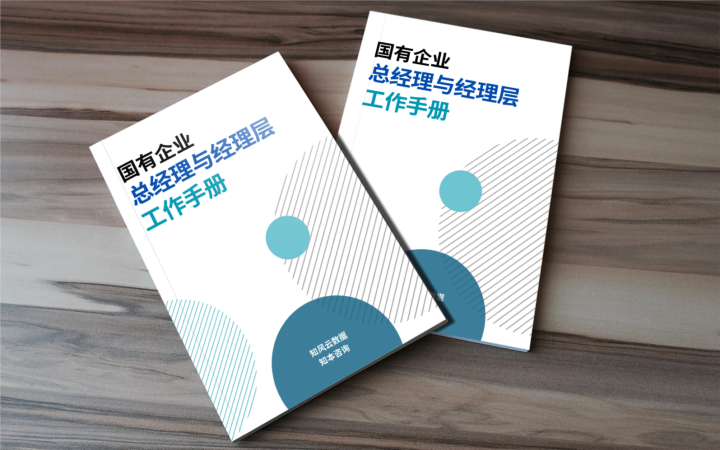 国有企业
总经理与经理层
工作手册
知风云数据
知本咨询
国有企业
总经理与经理层
工作手册